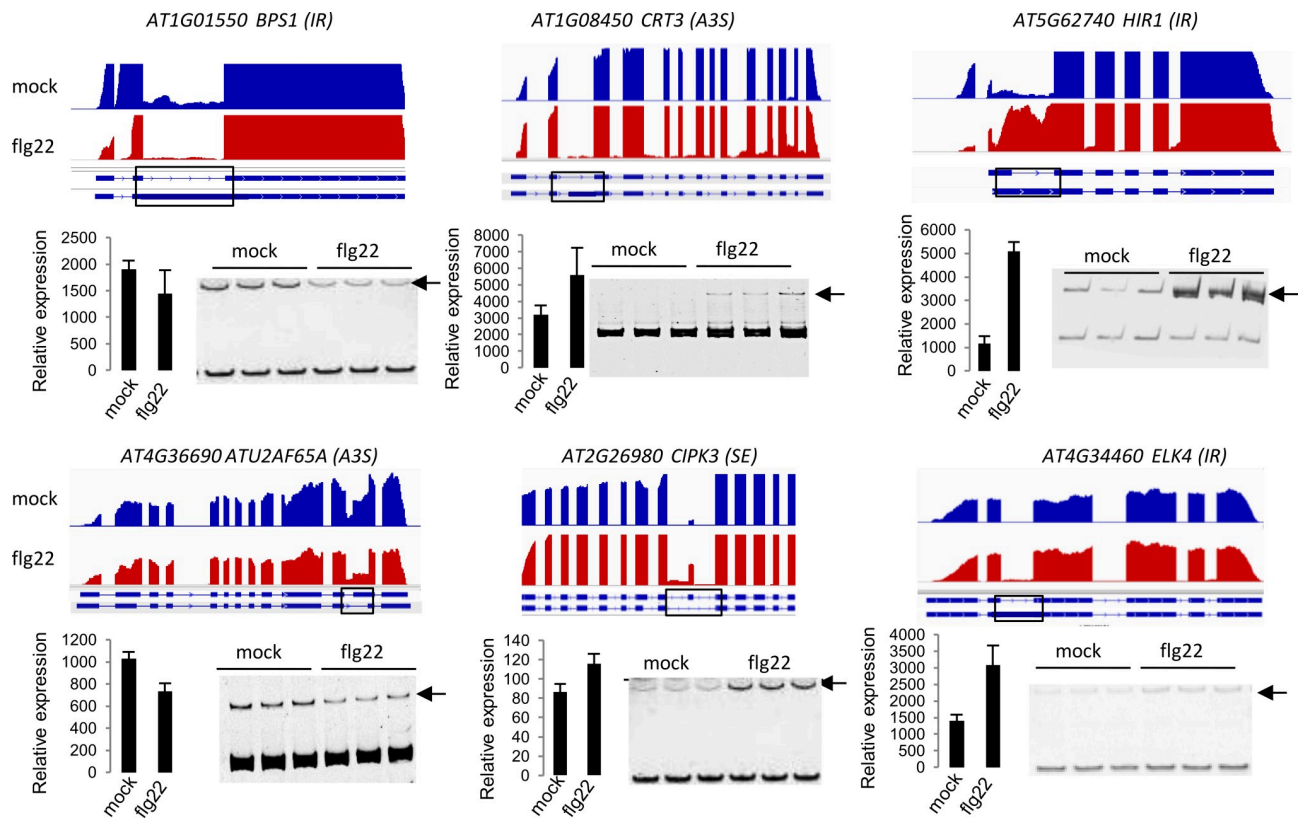 AT1G01550 BPS1 (IR)
AT1G08450 CRT3 (A3S)
AT5G62740 HIR1 (IR)
mock
flg22
Relative expression
2500
2000
1500
1000
500
0
mock
flg22
mock flg22
Relative expression
8000
7000
6000
5000
4000
3000
2000
1000
0
mock
flg22
mock flg22
Relative expression
6000
5000
4000
3000
2000
1000
0
mock
flg22
mock flg22
AT4G36690 ATU2AF65A (A3S)
AT2G26980 CIPK3 (SE)
AT4G34460 ELK4 (IR)
mock
flg22
Relative expression
1200
1000
800
600
400
200
0
mock
flg22
mock flg22
Relative expression
140
120
100
80
60
40
20
0
mock
flg22
mock flg22
Relative expression
4000
3500
3000
2500
2000
1500
1000
500
0
mock
flg22
mock flg22